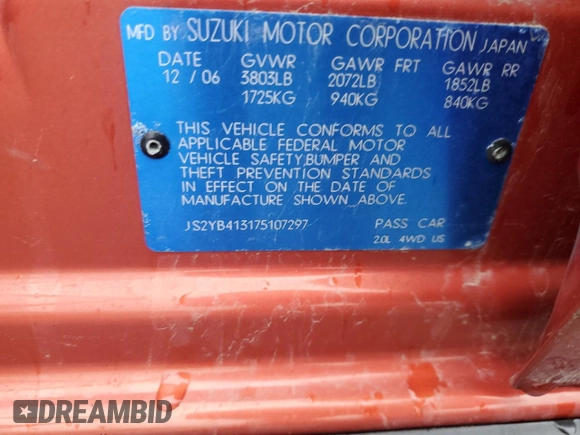 MFD BY SUZUKI MOTOR CORPORATION JAPAN
DATE GVWR GAWR FRT GAWR RR
12 / 06 3803LB 2072LB 1852LB
1725KG 940KG 840KG
THIS VEHICLE CONFORMS TO ALL
APPLICABLE FEDERAL MOTOR
VEHICLE SAFETY,BUMPER AND
THEFT PREVENTION STANDARDS
IN EFFECT ON THE DATE OF
MANUFACTURE SHOWN ABOVE.
JS2YB413175107297 PASS CAR
2.0L 4WD US
DREAMBID